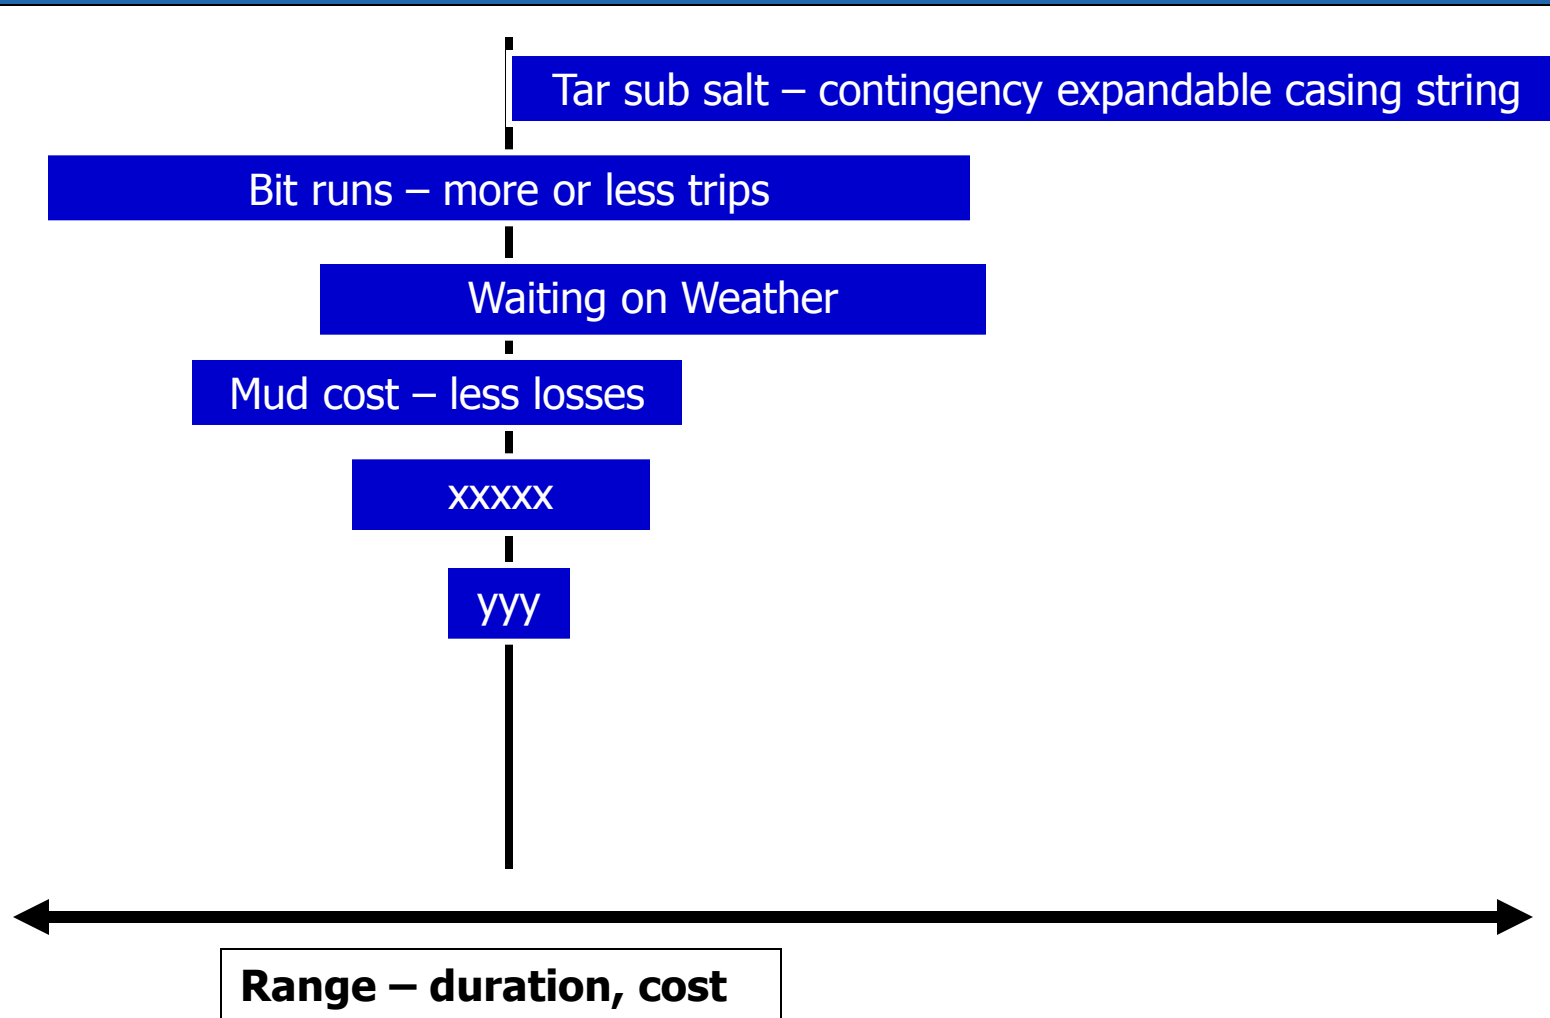 Tar sub salt – contingency expandable casing string
Bit runs – more or less trips
Waiting on Weather
Mud cost – less losses
xxxxx
yyy
Range – duration, cost